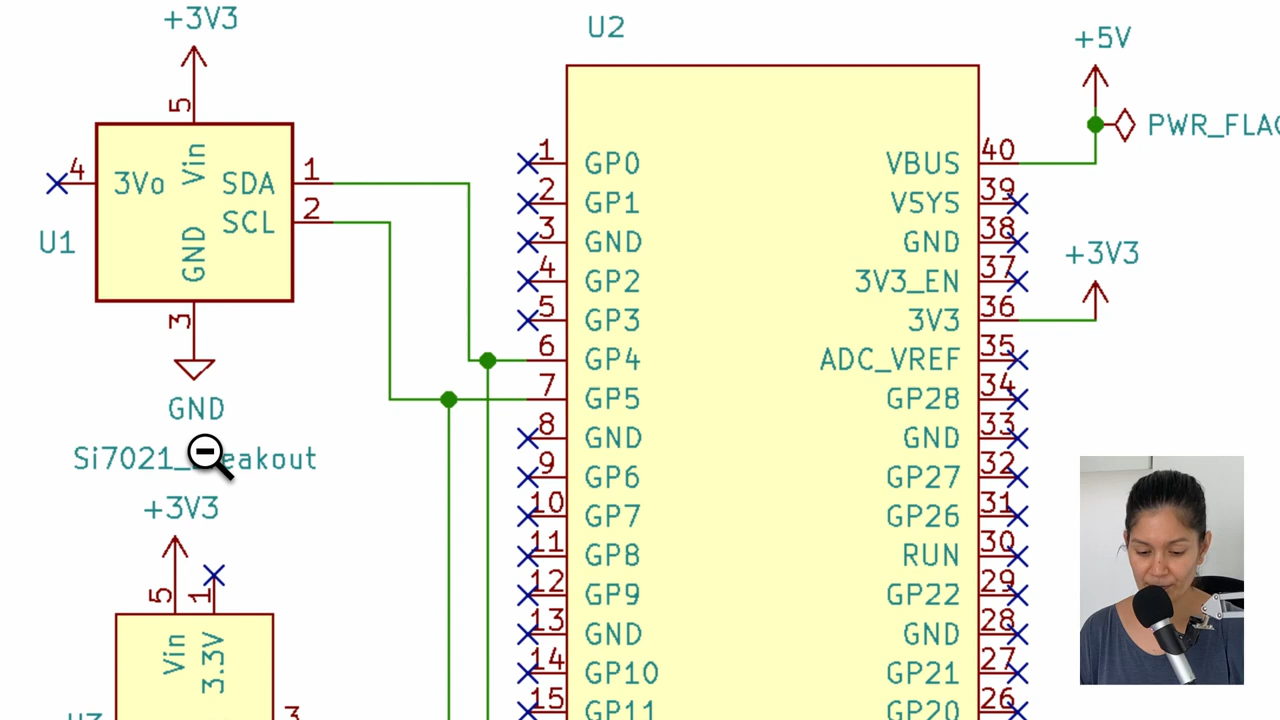 +3V3
5
4
3Vo
Vin
GND
SDA
SCL
1
2
U1
3
GND
+3V3
5
1
Vin
3.3V
3
U2
1 GP0
2 GP1
3 GND
4 GP2
5 GP3
6 GP4
7 GP5
8 GND
9 GP6
10 GP7
11 GP8
12 GP9
13 GND
14 GP10
15 GP11
VBUS 40
VSYS 39
GND 38
3V3_EN 37
3V3 36
ADC_VREF 35
GP28 34
GND 33
GP27 32
GP26 31
RUN 30
GP22 29
GND 28
GP21 27
GP20 26
+5V
+3V3